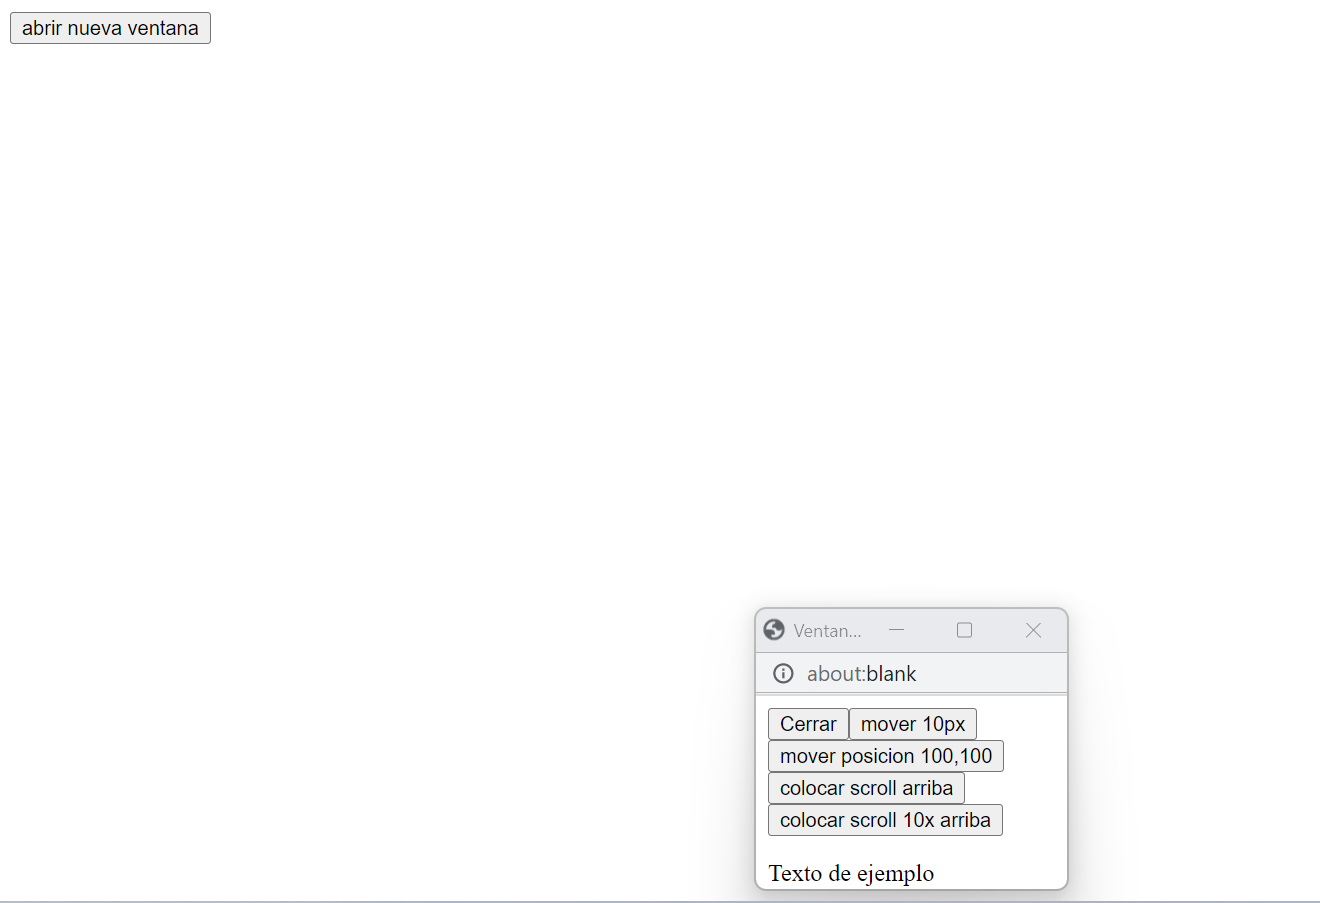 abrir nueva ventana
Ventan...
about:blank
Cerrar mover 10px
mover posicion 100,100
colocar scroll arriba
colocar scroll 10x arriba
Texto de ejemplo